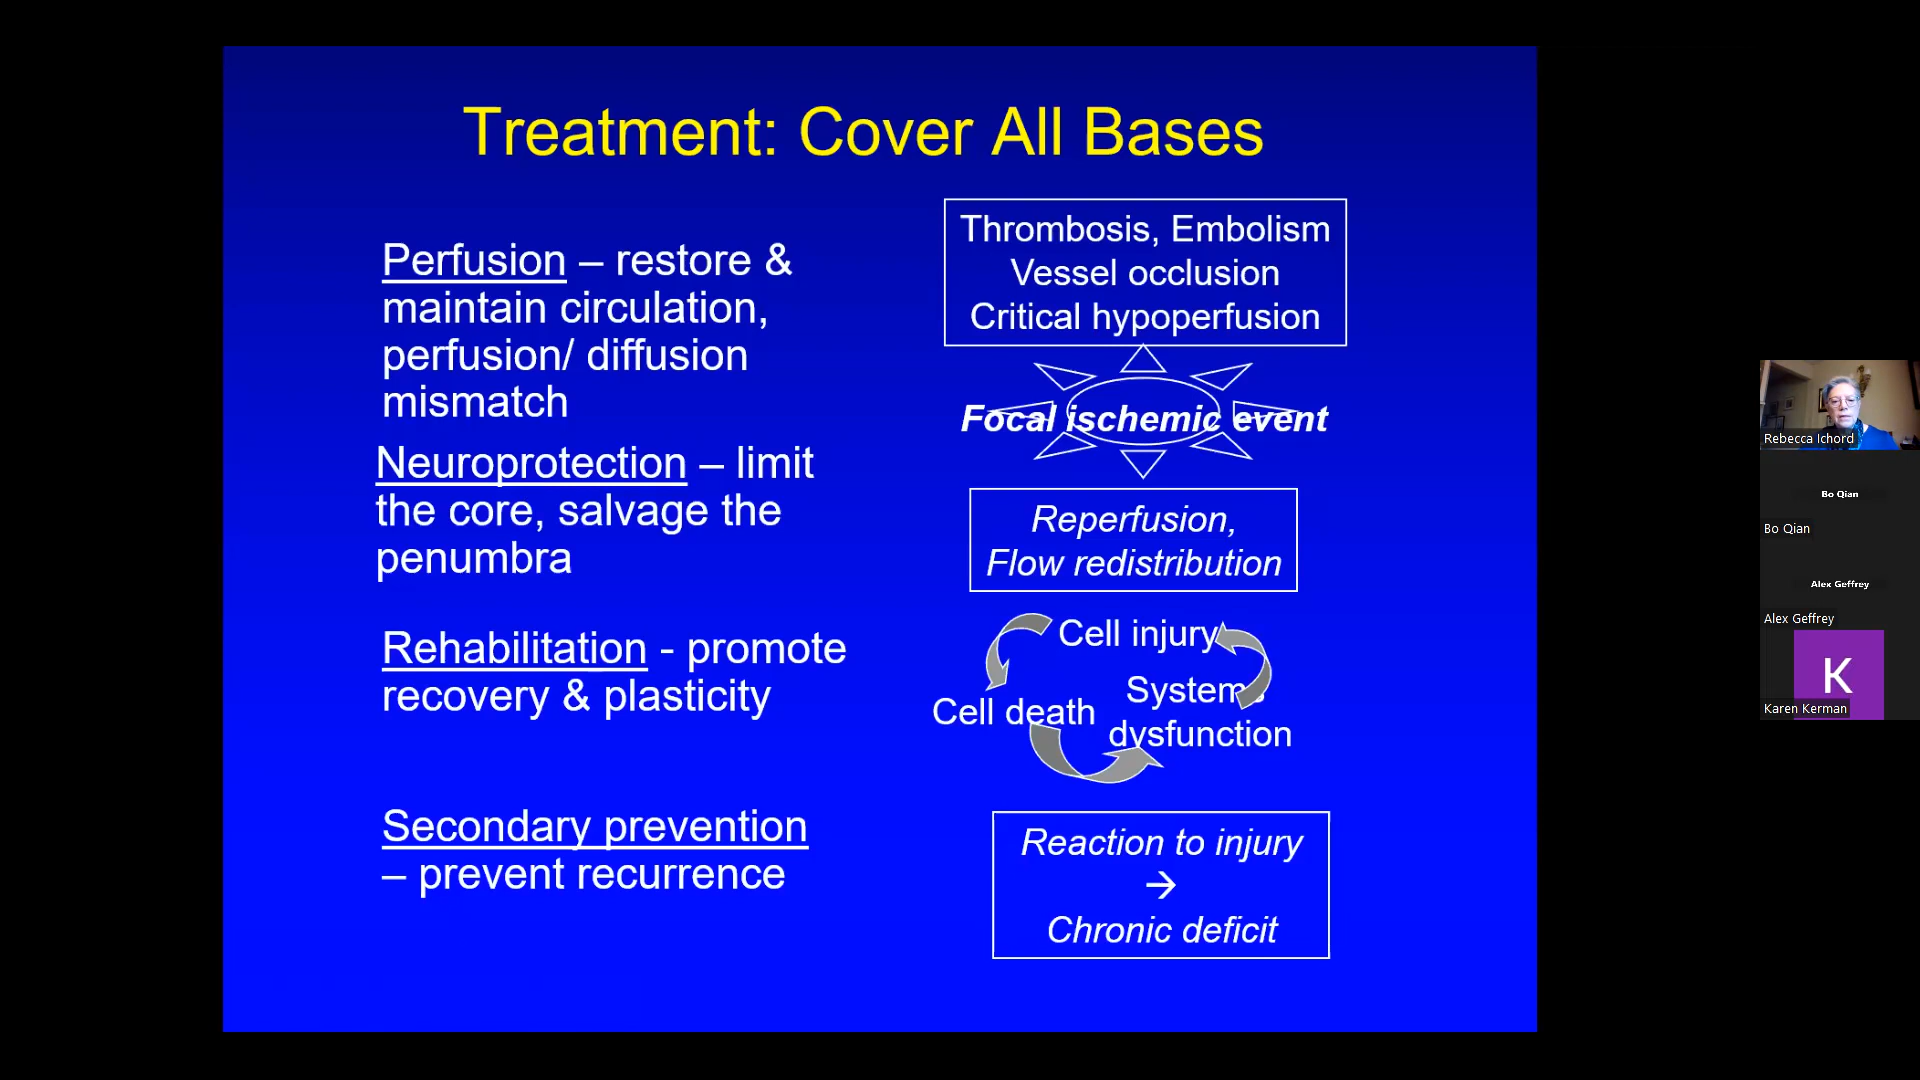 Treatment: Cover All Bases
Perfusion – restore &
maintain circulation,
perfusion/ diffusion
mismatch
Neuroprotection – limit
the core, salvage the
penumbra
Rehabilitation - promote
recovery & plasticity
Secondary prevention
– prevent recurrence
Thrombosis, Embolism
Vessel occlusion
Critical hypoperfusion
Focal ischemic event
Reperfusion,
Flow redistribution
Cell injury
Cell death
Systems
dysfunction
Reaction to injury
→
Chronic deficit
Rebecca Ichord
Bo Qian
Bo Qian
Alex Geffrey
Alex Geffrey
K
Karen Kerman